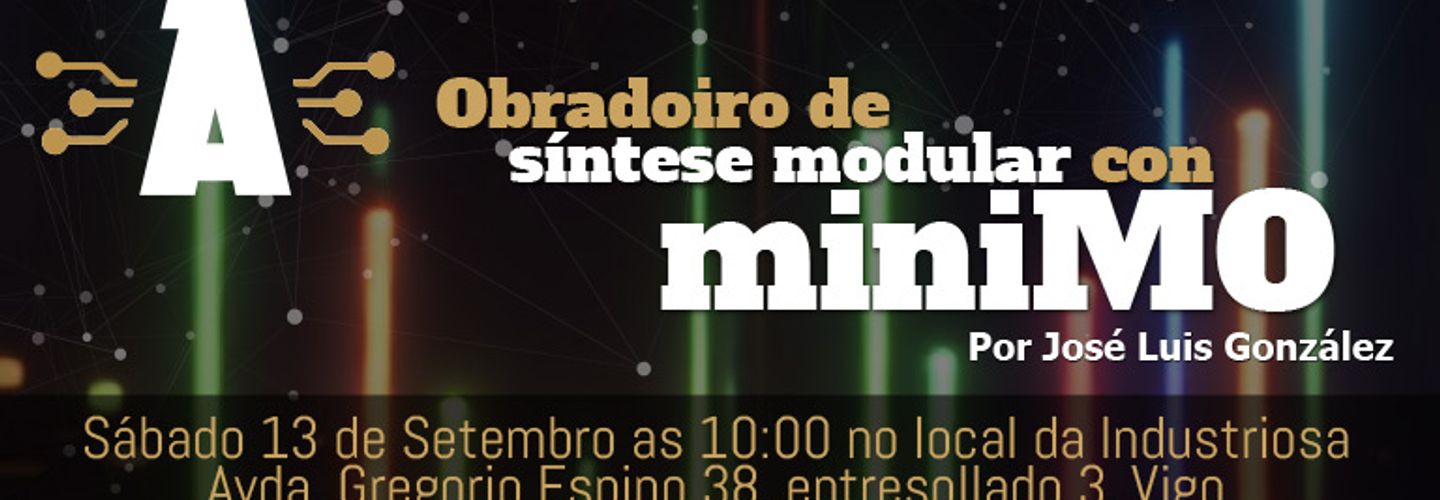 A
Obradoiro de
síntese modular con
miniMO
Por José Luis González
Sábado 13 de Setembro as 10:00 no local da Industriosa
Avda. Gregorio Espino 38, entresollado 3, Vigo